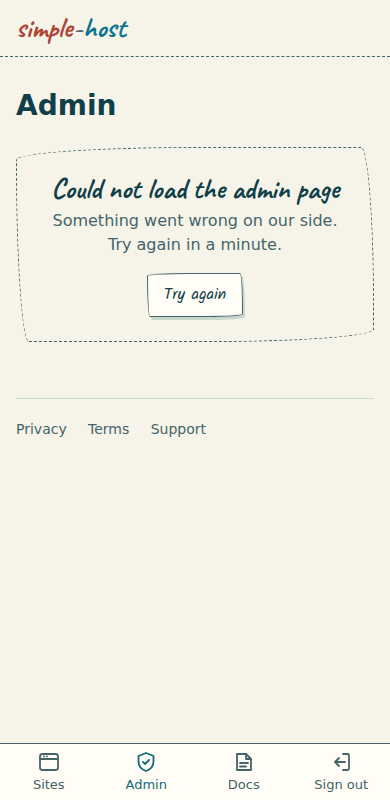 simple-host
Admin
Could not load the admin page
Something went wrong on our side.
Try again in a minute.
Try again
Privacy Terms Support
Sites Admin Docs Sign out